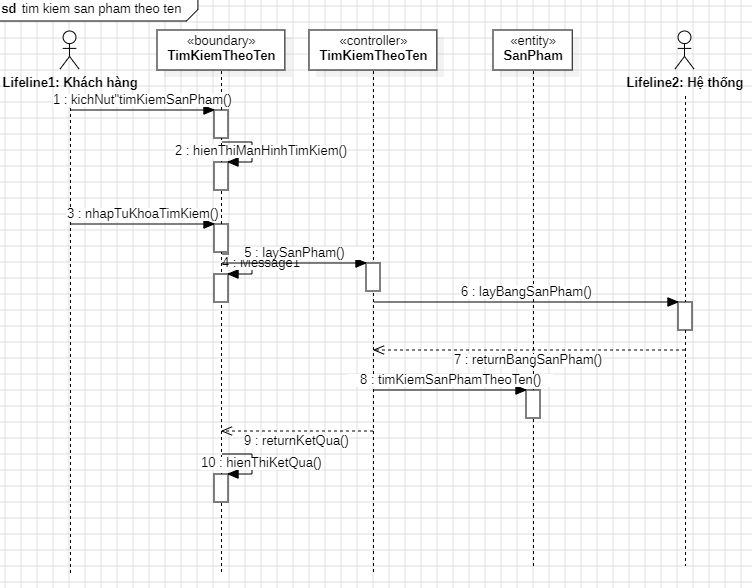 sd tim kiem san pham theo ten
«boundary»
TimKiemTheoTen
«controller»
TimKiemTheoTen
«entity»
SanPham
Lifeline1: Khách hàng
Lifeline2: Hệ thống
1 : kichNut"timKiemSanPham()
2 : hienThiManHinhTimKiem()
3 : nhapTuKhoaTimKiem()
5 : laySanPham()
4 : Message1
6 : layBangSanPham()
7 : returnBangSanPham()
8 : timKiemSanPhamTheoTen()
9 : returnKetQua()
10 : hienThiKetQua()